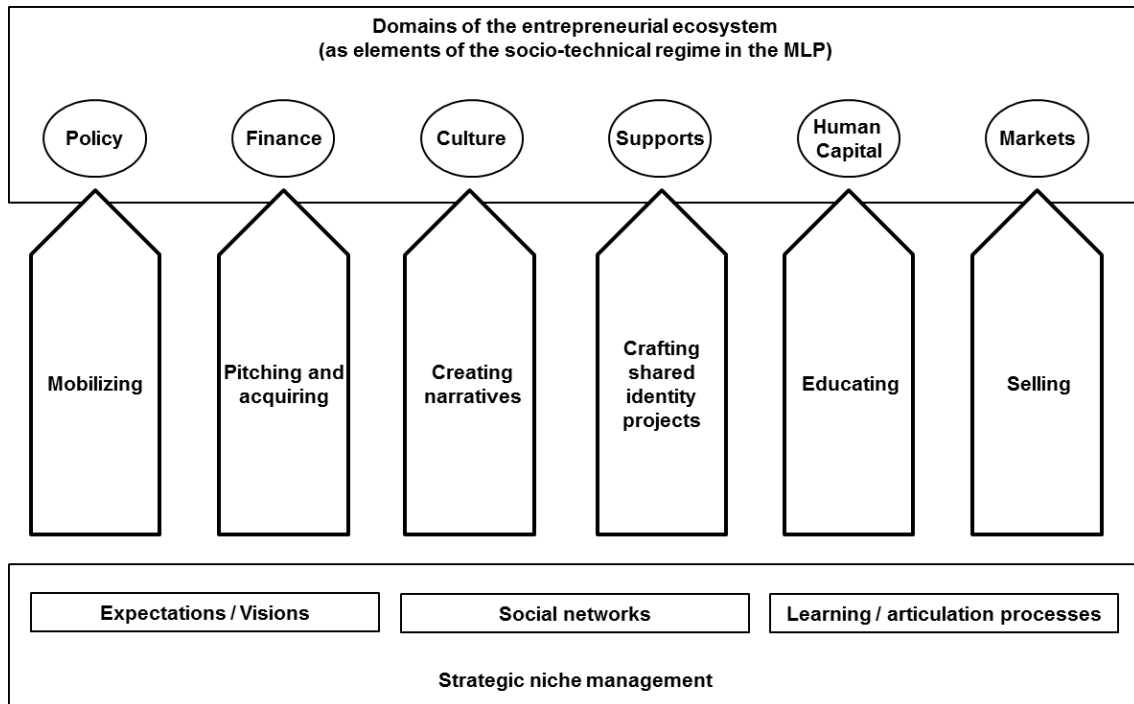 Domains of the entrepreneurial ecosystem
(as elements of the socio-technical regime in the MLP)
Policy
Finance
Culture
Supports
Human
Capital
Markets
Mobilizing
Pitching and
acquiring
Creating
narratives
Crafting
shared
identity
projects
Educating
Selling
Expectations / Visions
Social networks
Learning / articulation processes
Strategic niche management